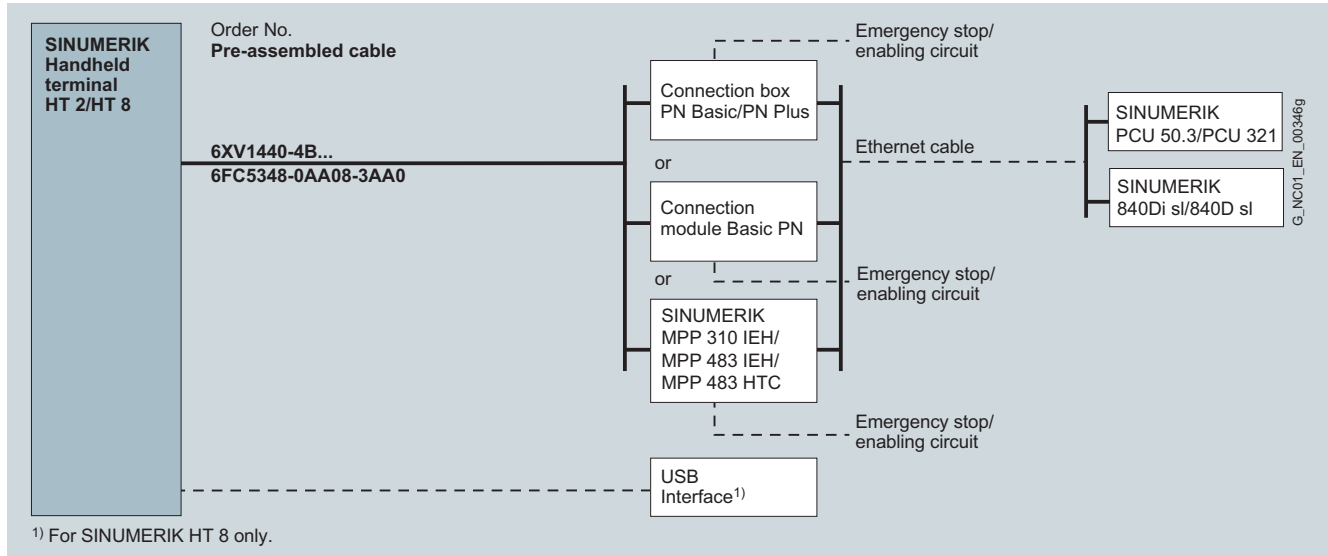 SINUMERIK
Handheld
terminal
HT 2/HT 8
Order No.
Pre-assembled cable
6XV1440-4B...
6FC5348-0AA08-3AA0
Emergency stop/
enabling circuit
Connection box
PN Basic/PN Plus
or
Connection
module Basic PN
or
Emergency stop/
enabling circuit
SINUMERIK
MPP 310 IEH/
MPP 483 IEH/
MPP 483 HTC
Emergency stop/
enabling circuit
USB
Interface1)
Ethernet cable
SINUMERIK
PCU 50.3/PCU 321
SINUMERIK
840Di sl/840D sl
G_NC01_EN_00346g
1) For SINUMERIK HT 8 only.